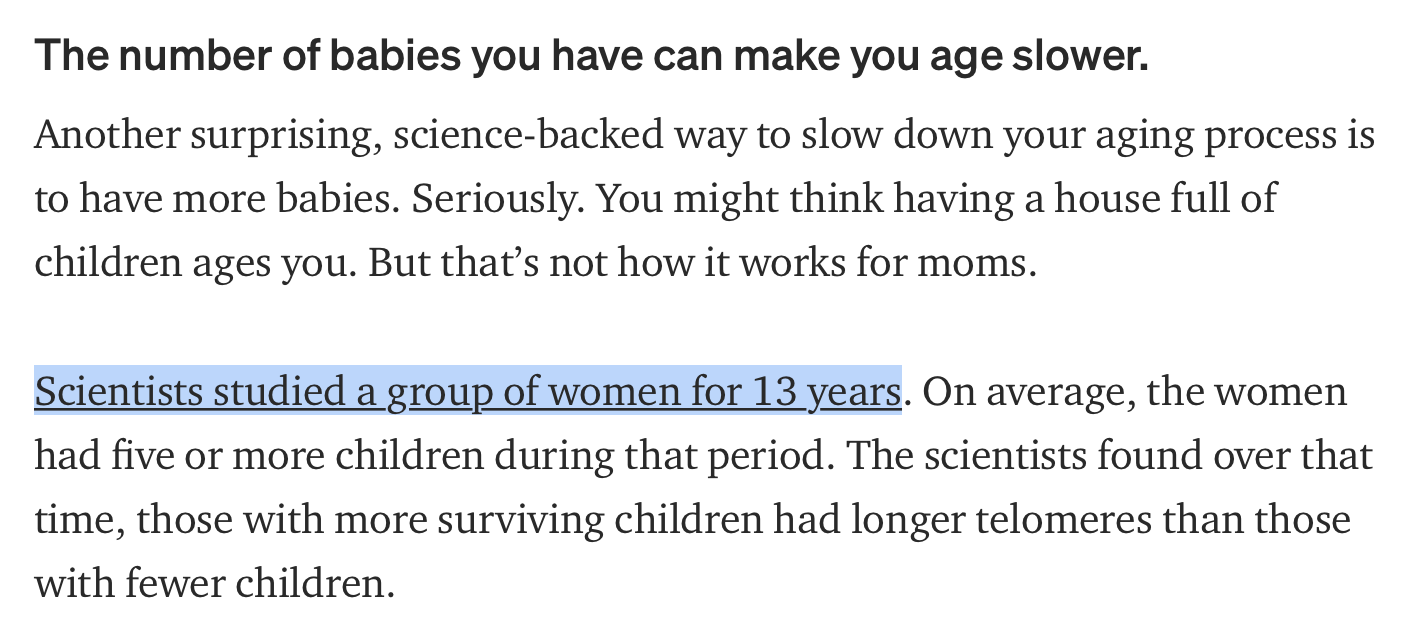 The number of babies you have can make you age slower.
Another surprising, science-backed way to slow down your aging process is
to have more babies. Seriously. You might think having a house full of
children ages you. But that’s not how it works for moms.
Scientists studied a group of women for 13 years. On average, the women
had five or more children during that period. The scientists found over that
time, those with more surviving children had longer telomeres than those
with fewer children.